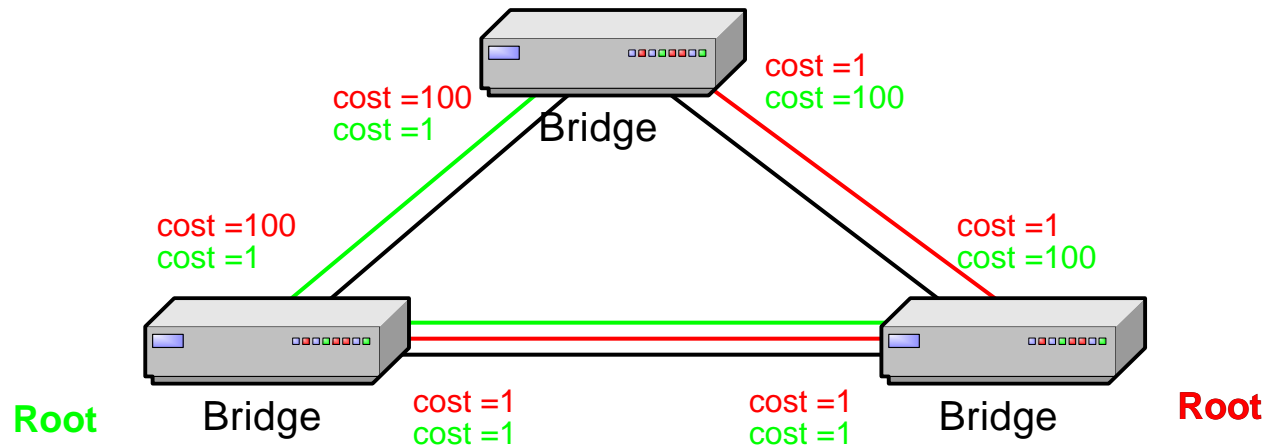 cost =1
cost =100
cost =100
cost =1
Bridge
cost =100
cost =1
cost =1
cost =100
Root
Bridge
cost =1
cost =1
cost =1
cost =1
Bridge
Root